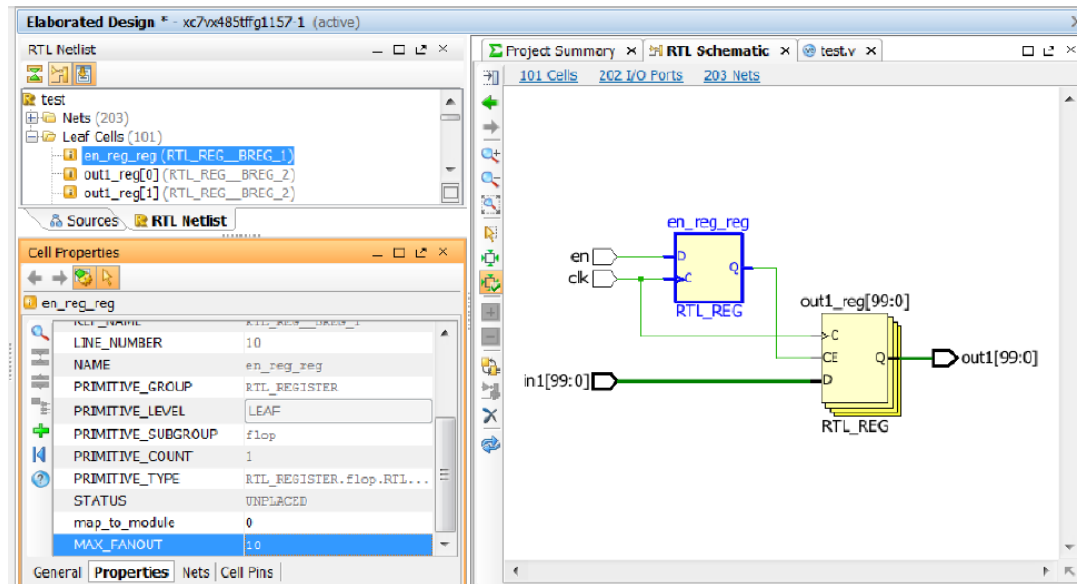 Elaborated Design * - xc7vx485tffg1157-1 (active)
RTL Netlist
test
Nets (203)
Leaf Cells (101)
en_reg_reg (RTL_REG__BREG_1)
out1_reg[0] (RTL_REG__BREG_2)
out1_reg[1] (RTL_REG__BREG_2)
Sources RTL Netlist
Cell Properties
en_reg_reg
LINE_NUMBER 10
NAME en_reg_reg
PRIMITIVE_GROUP RTL_REGISTER
PRIMITIVE_LEVEL LEAF
PRIMITIVE_SUBGROUP flop
PRIMITIVE_COUNT 1
PRIMITIVE_TYPE RTL_REGISTER.flop.RTL...
STATUS UNPLACED
map_to_module 0
MAX_FANOUT 10
General Properties Nets Cell Pins
Project Summary RTL Schematic test.v
101 Cells 202 I/O Ports 203 Nets
en_reg_reg
en D
Q
clk C
RTL_REG
out1_reg[99:0]
C
CE Q out1[99:0]
in1[99:0] D
RTL_REG